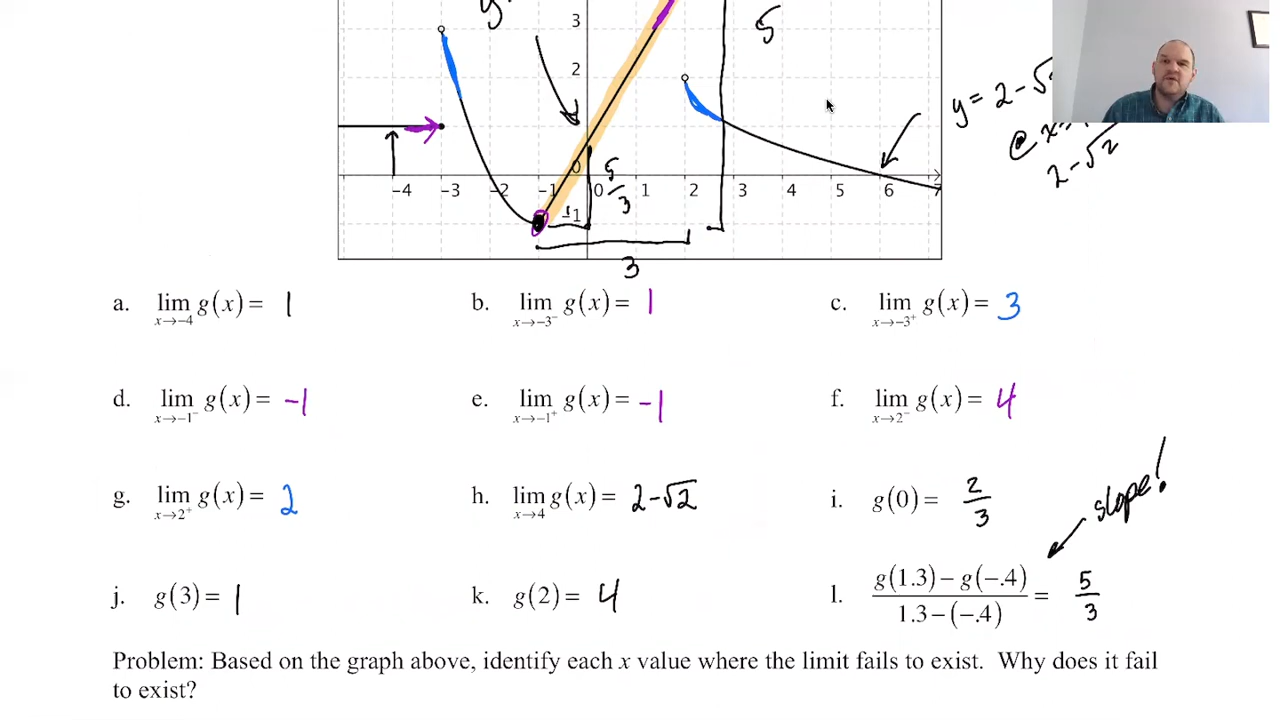 3
5
2
y = 2 - √
@ x =
2 - √2
0
5/3
-4 -3 -2 -1 0 1 2 3 4 5 6 7
1
-1
3
a. lim x→-4 g(x) = 1 b. lim x→-3⁻ g(x) = 1 c. lim x→-3⁺ g(x) = 3
d. lim x→-1⁻ g(x) = -1 e. lim x→-1⁺ g(x) = -1 f. lim x→2⁻ g(x) = 4
g. lim x→2⁺ g(x) = 2 h. lim x→4 g(x) = 2-√2 i. g(0) = 2/3
slope!
j. g(3) = 1 k. g(2) = 4 l. g(1.3) – g(–.4) / 1.3 – (–.4) = 5/3
Problem: Based on the graph above, identify each x value where the limit fails to exist. Why does it fail
to exist?